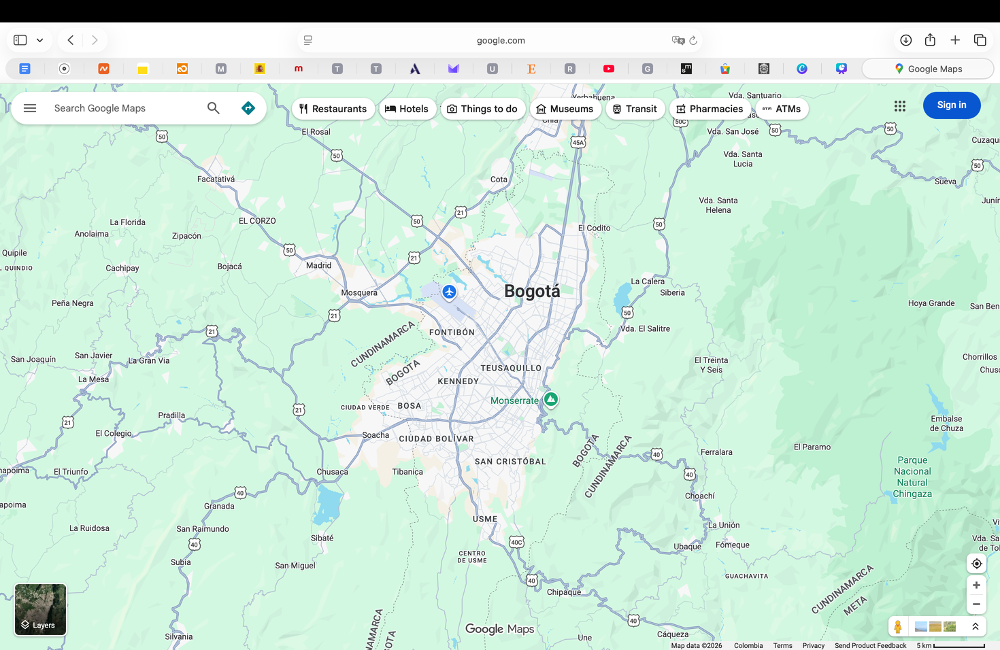 google.com
M
m
T
T
U
E
R
G
sm
C
Google Maps
Search Google Maps
Restaurants
Hotels
Things to do
Museums
Transit
Pharmacies
ATMs
Sign in
Yerbabuena
Vda. Santuario
Chía
50C
Vda. San José
50
50
El Rosal
50
45A
Cuzaqu
50
Vda. Santa
Lucia
50
Facatativá
Cota
Sueva
Vda. Santa
Helena
Junín
21
EL CORZO
50
La Florida
50
El Codito
Anolaima
Zipacón
Quipile
50
21
L QUINDIO
Cachipay
Bojacá
Madrid
La Calera
Mosquera
Bogotá
Siberia
Peña Negra
Hoya Grande
San Ben
21
50
21
FONTIBÓN
Vda. El Salitre
CUNDINAMARCA
San Joaquín
San Javier
La Gran Via
El Treinta
Y Seis
Chorrillos
BOGOTA
TEUSAQUILLO
Chuso
La Mesa
KENNEDY
Monserrate
CIUDAD VERDE
BOSA
21
21
Pradilla
Embalse
de Chuza
El Colegio
Soacha
CIUDAD BOLÍVAR
BOGOTA
CUNDINAMARCA
El Paramo
Ferralara
40
SAN CRISTÓBAL
Parque
Nacional
Natural
Chingaza
napoima
El Triunfo
Chusaca
Tibanica
40
40
Choachí
apoima
Granada
USME
La Ruidosa
San Raimundo
La Unión
Vi
Sibaté
40C
Vda. Sa
de Tol
40
Ubaque
Fómeque
CENTRO
DE USME
Subia
San Miguel
GUACHAVITA
40
CUNDINAMARCA
META
Chipaque
NAMARCA
OTA
40
Layers
Google Maps
Silvania
Une
Cáqueza
Map data ©2026 Colombia Terms Privacy Send Product Feedback 5 km